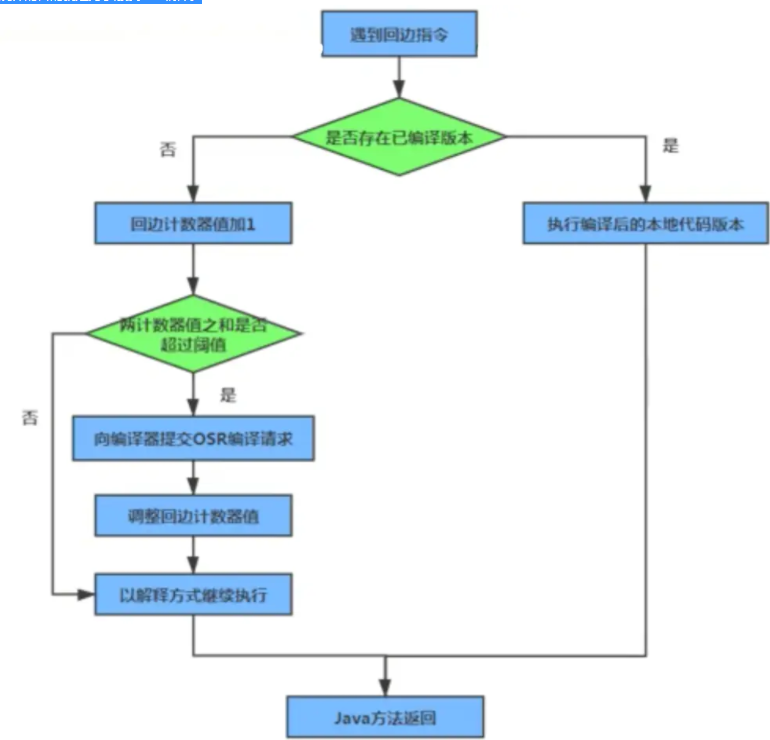 遇到回边指令
是否存在已编译版本
否
是
回边计数器值加1
执行编译后的本地代码版本
两计数器值之和是否
超过阈值
是
否
向编译器提交OSR编译请求
调整回边计数器值
以解释方式继续执行
Java方法返回